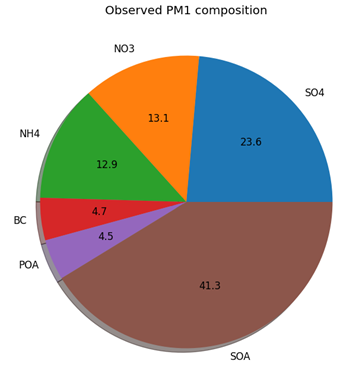 Observed PM1 composition
NO3
SO4
13.1
23.6
NH4
12.9
4.7
BC
4.5
POA
41.3
SOA